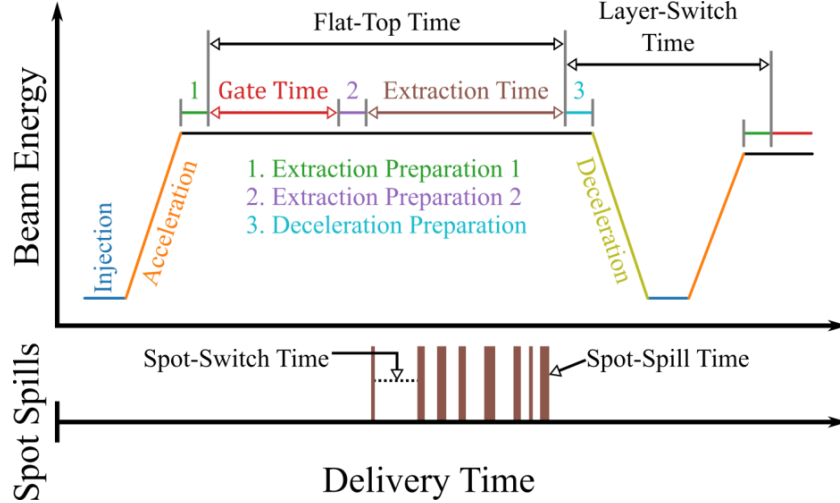 Flat-Top Time
Layer-Switch
Time
1
Gate Time
2
Extraction Time
3
Beam Energy
Injection
Acceleration
1. Extraction Preparation 1
2. Extraction Preparation 2
3. Deceleration Preparation
Deceleration
Spot Spills
Spot-Switch Time
Spot-Spill Time
Delivery Time